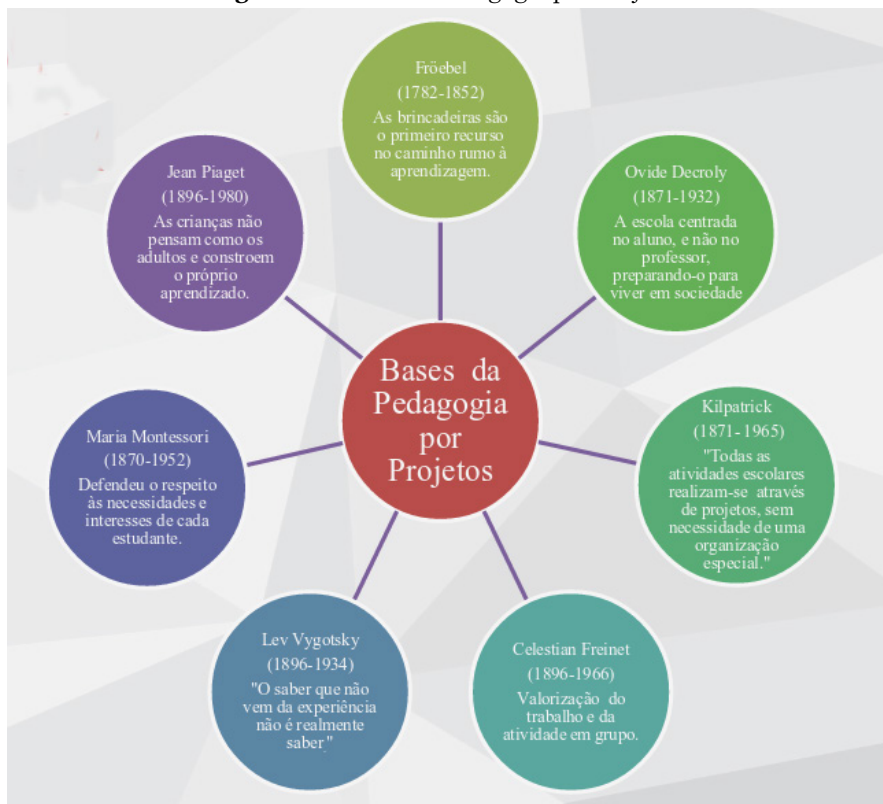 Fröebel
(1782-1852)
As brincadeiras são
o primeiro recurso
no caminho rumo à
aprendizagem.
Ovide Decroly
(1871-1932)
A escola centrada
no aluno, e não no
professor,
preparando-o para
viver em sociedade
Kilpatrick
(1871- 1965)
"Todas as
atividades escolares
realizam-se através
de projetos, sem
necessidade de uma
organização
especial."
Celestian Freinet
(1896-1966)
Valorização do
trabalho e da
atividade em grupo.
Lev Vygotsky
(1896-1934)
"O saber que não
vem da experiência
não é realmente
saber."
Maria Montessori
(1870-1952)
Defendeu o respeito
às necessidades e
interesses de cada
estudante.
Jean Piaget
(1896-1980)
As crianças não
pensam como os
adultos e constroem
o próprio
aprendizado.
Bases da
Pedagogia
por
Projetos